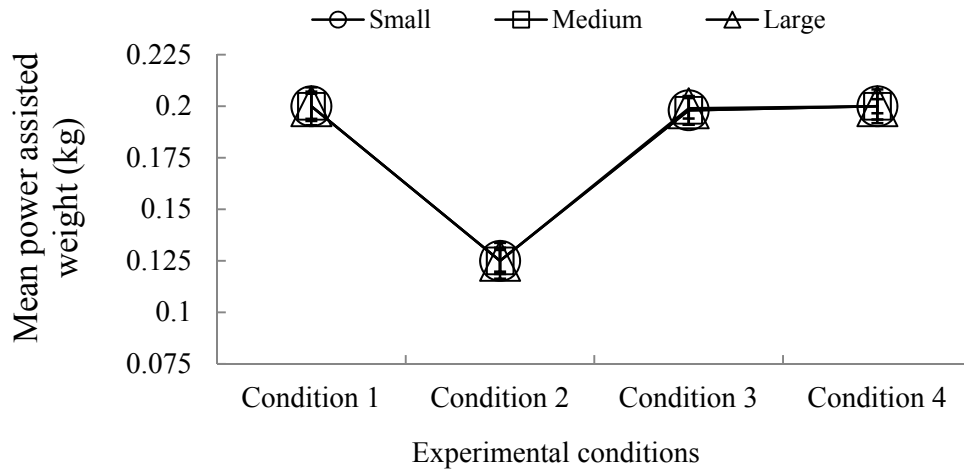 Small Medium Large
Mean power assisted
weight (kg)
0.225
0.2
0.175
0.15
0.125
0.1
0.075
Condition 1 Condition 2 Condition 3 Condition 4
Experimental conditions